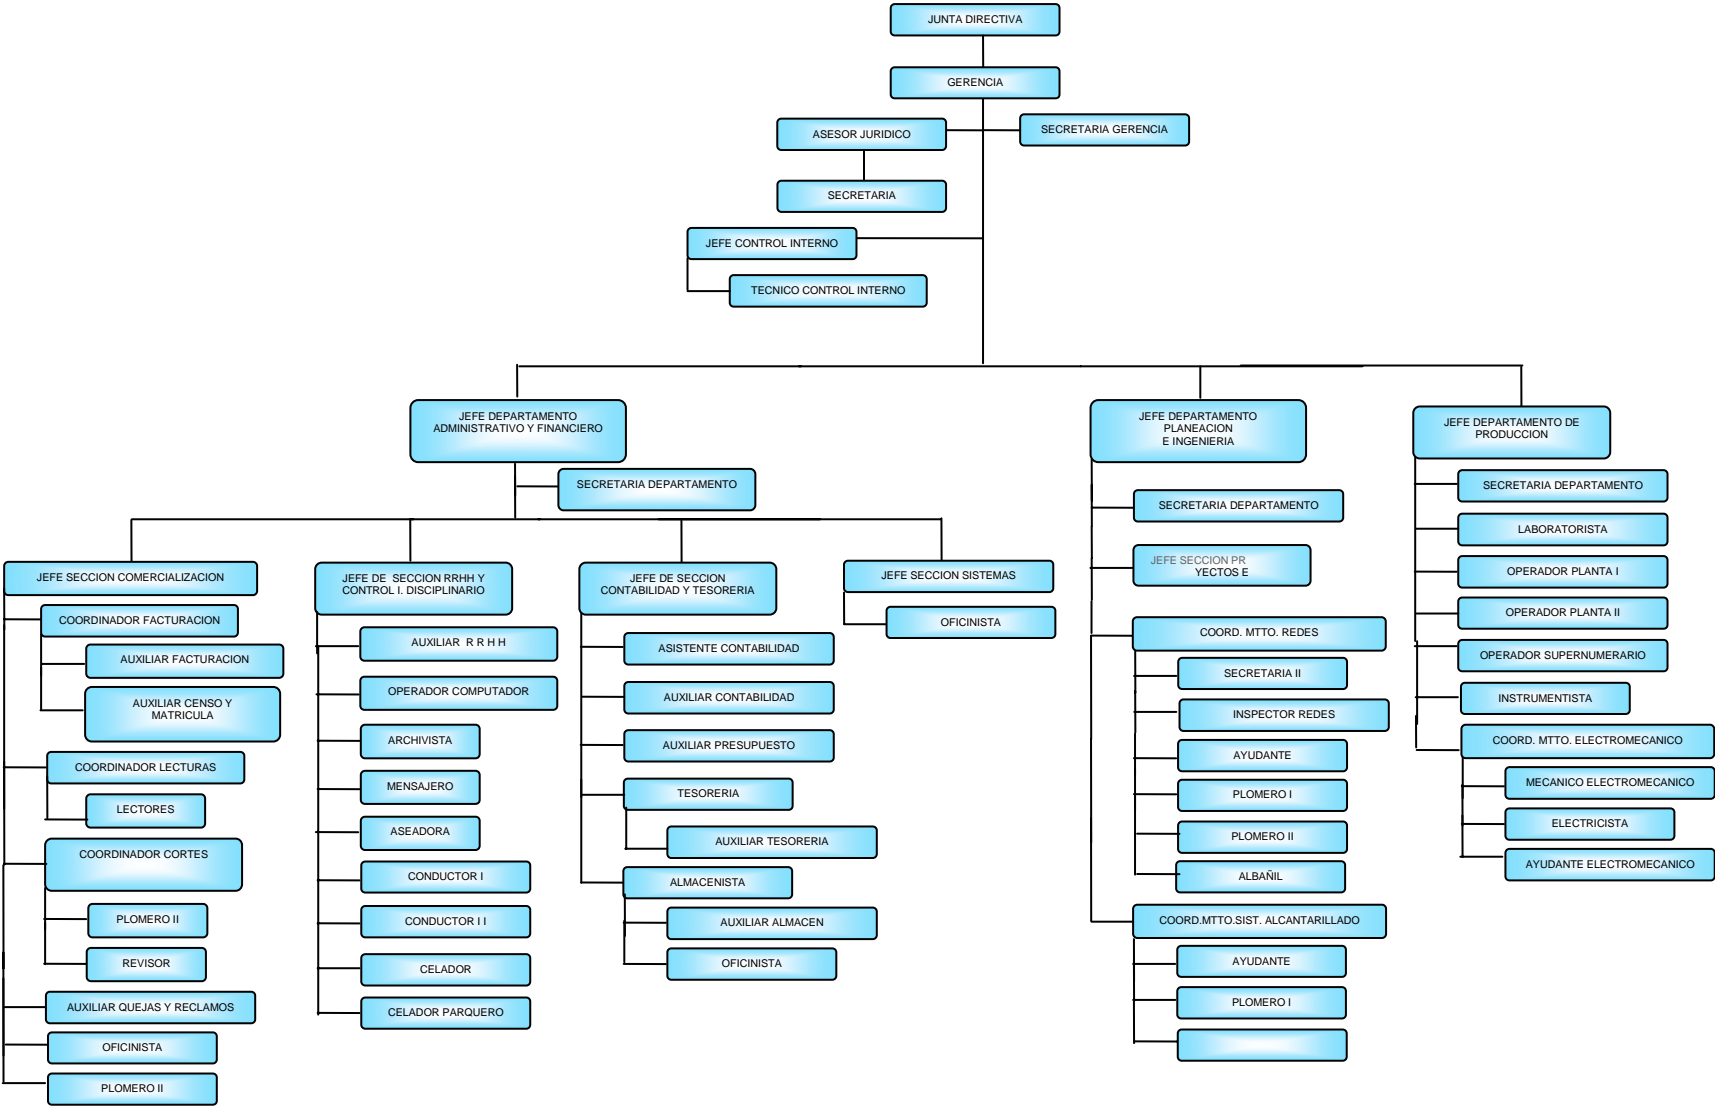 JUNTA DIRECTIVA
GERENCIA
ASESOR JURIDICO
SECRETARIA GERENCIA
SECRETARIA
JEFE CONTROL INTERNO
TECNICO CONTROL INTERNO
JEFE DEPARTAMENTO
ADMINISTRATIVO Y FINANCIERO
SECRETARIA DEPARTAMENTO
JEFE SECCION COMERCIALIZACION
COORDINADOR FACTURACION
AUXILIAR FACTURACION
AUXILIAR CENSO Y
MATRICULA
COORDINADOR LECTURAS
LECTORES
COORDINADOR CORTES
PLOMERO II
REVISOR
AUXILIAR QUEJAS Y RECLAMOS
OFICINISTA
PLOMERO II
JEFE DE SECCION RRHH Y
CONTROL I. DISCIPLINARIO
AUXILIAR R R H H
OPERADOR COMPUTADOR
ARCHIVISTA
MENSAJERO
ASEADORA
CONDUCTOR I
CONDUCTOR I I
CELADOR
CELADOR PARQUERO
JEFE DE SECCION
CONTABILIDAD Y TESORERIA
ASISTENTE CONTABILIDAD
AUXILIAR CONTABILIDAD
AUXILIAR PRESUPUESTO
TESORERIA
AUXILIAR TESORERIA
ALMACENISTA
AUXILIAR ALMACEN
OFICINISTA
JEFE SECCION SISTEMAS
OFICINISTA
JEFE DEPARTAMENTO
PLANEACION
E INGENIERIA
SECRETARIA DEPARTAMENTO
JEFE SECCION PR
YECTOS E
COORD. MTTO. REDES
SECRETARIA II
INSPECTOR REDES
AYUDANTE
PLOMERO I
PLOMERO II
ALBAÑIL
COORD.MTTO.SIST. ALCANTARILLADO
AYUDANTE
PLOMERO I
JEFE DEPARTAMENTO DE
PRODUCCION
SECRETARIA DEPARTAMENTO
LABORATORISTA
OPERADOR PLANTA I
OPERADOR PLANTA II
OPERADOR SUPERNUMERARIO
INSTRUMENTISTA
COORD. MTTO. ELECTROMECANICO
MECANICO ELECTROMECANICO
ELECTRICISTA
AYUDANTE ELECTROMECANICO